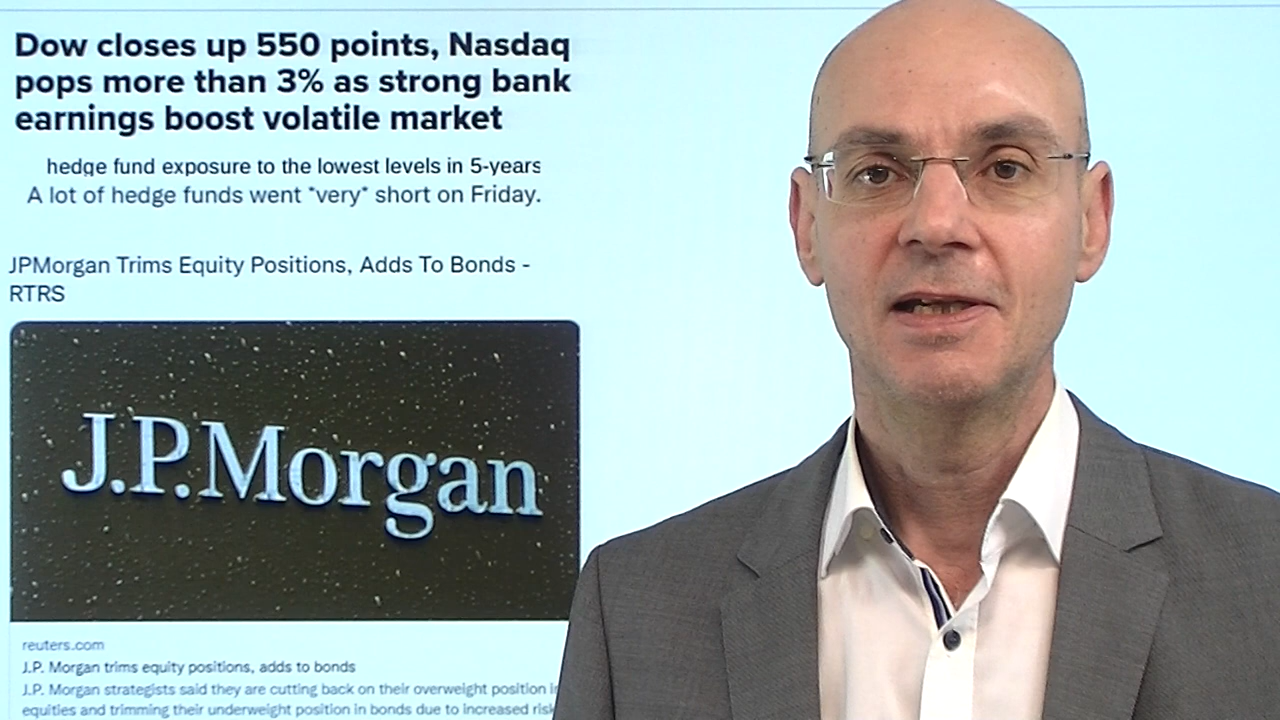 Dow closes up 550 points, Nasdaq
pops more than 3% as strong bank
earnings boost volatile market
hedge fund exposure to the lowest levels in 5-years
A lot of hedge funds went *very* short on Friday.
JPMorgan Trims Equity Positions, Adds To Bonds -
RTRS
J.P.Morgan
reuters.com
J.P. Morgan trims equity positions, adds to bonds
J.P. Morgan strategists said they are cutting back on their overweight position
equities and trimming their underweight position in bonds due to increased risk